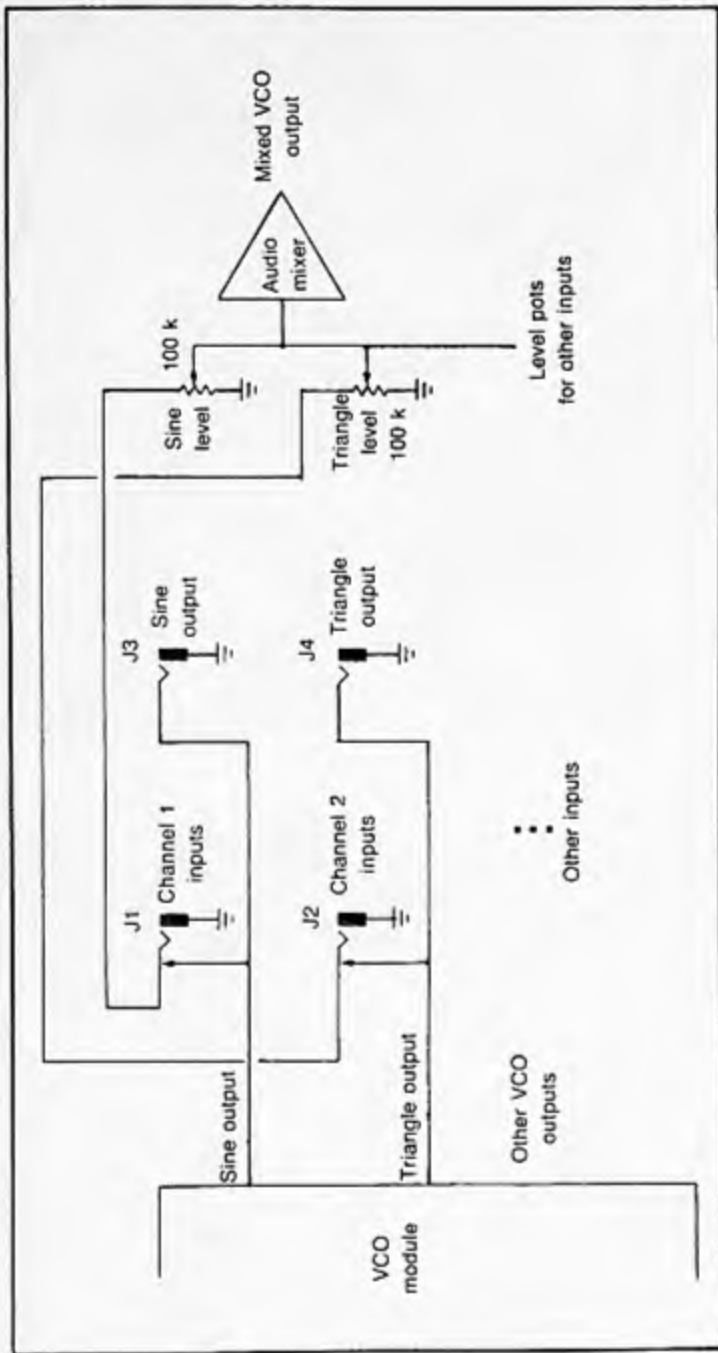 VCO
module
Sine output
Triangle output
Other VCO
outputs
J1
Channel 1
inputs
J2
Channel 2
inputs
Other inputs
J3
Sine
output
J4
Triangle
output
Sine
level
100 k
Triangle
level
100 k
Audio
mixer
Mixed VCO
output
Level pots
for other inputs